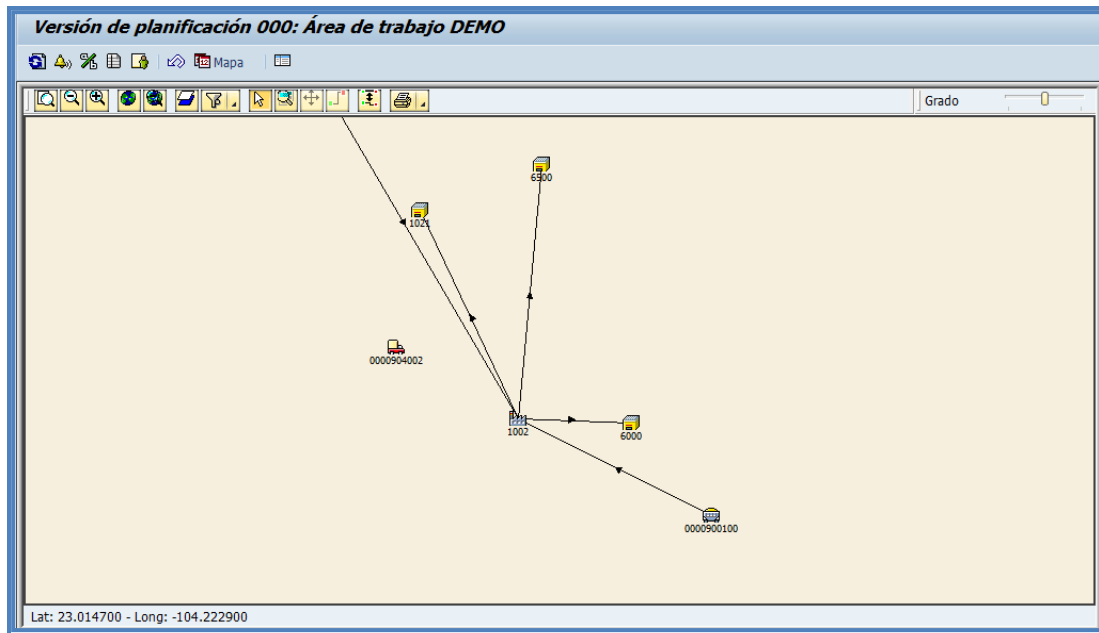 Versión de planificación 000: Área de trabajo DEMO
Mapa
Grado
6500
1021
0000904002
1002
6000
0000900100
Lat: 23.014700 - Long: -104.222900